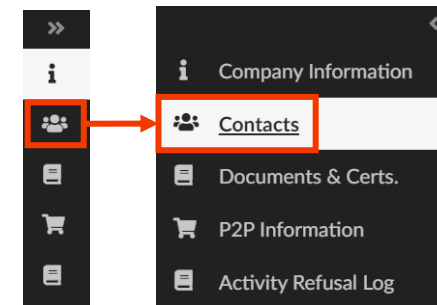 Company Information
Contacts
Documents & Certs.
P2P Information
Activity Refusal Log